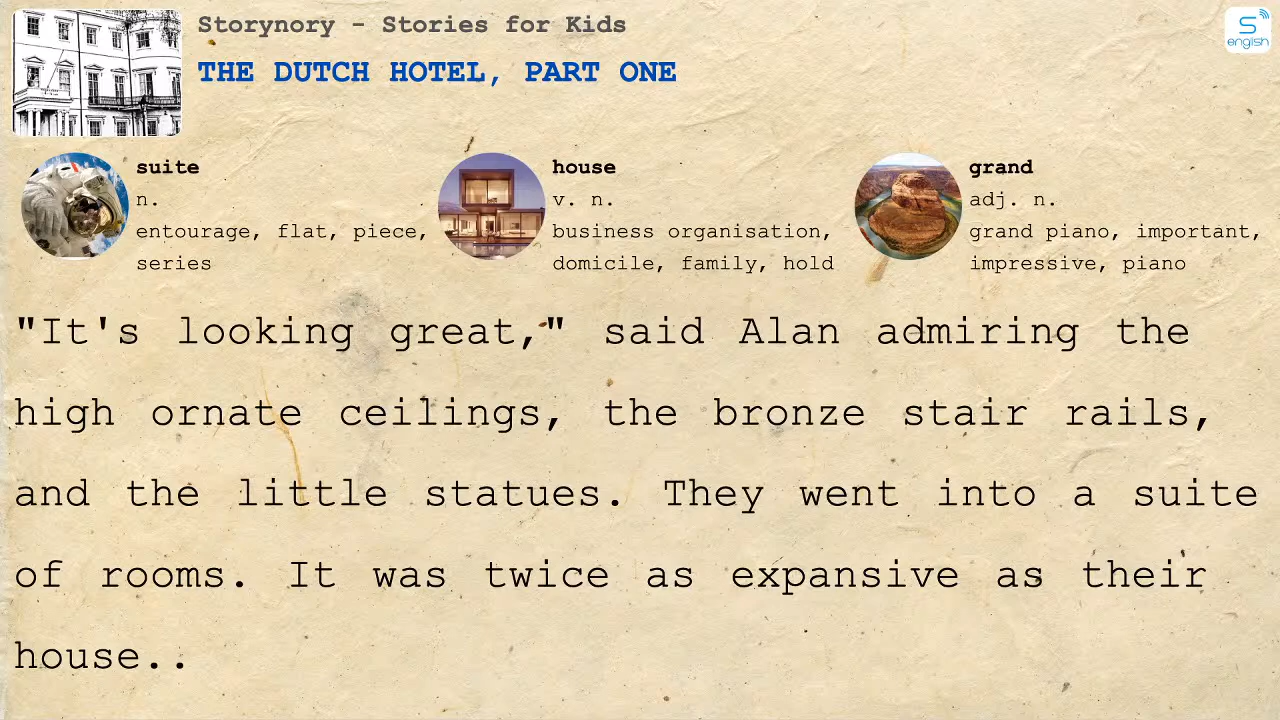 Storynory - Stories for Kids
THE DUTCH HOTEL, PART ONE
S
english
suite
n.
entourage, flat, piece,
series
house
v. n.
business organisation,
domicile, family, hold
grand
adj. n.
grand piano, important,
impressive, piano
"It's looking great," said Alan admiring the
high ornate ceilings, the bronze stair rails,
and the little statues. They went into a suite
of rooms. It was twice as expansive as their
house..